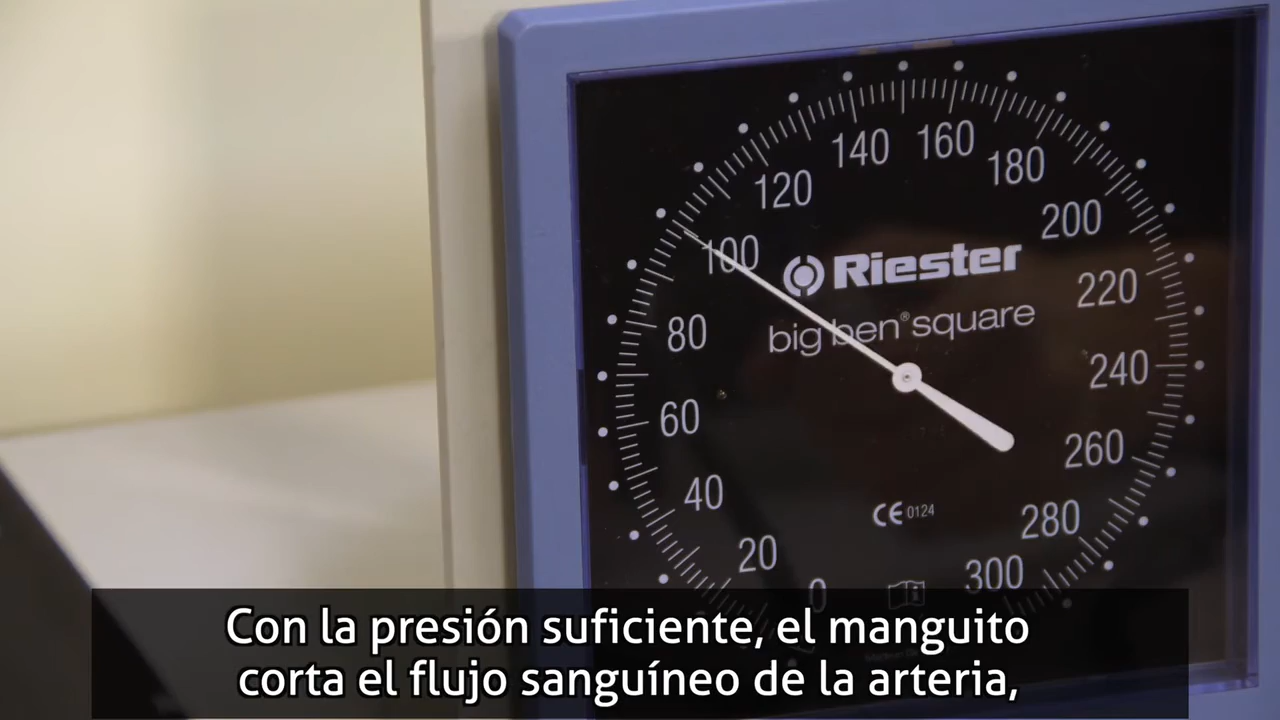 140 160
120 180
100 200
Riester
big ben® square
80 220
60 240
40 260
CE 0124
20 280
0 300
Con la presión suficiente, el manguito
corta el flujo sanguíneo de la arteria,